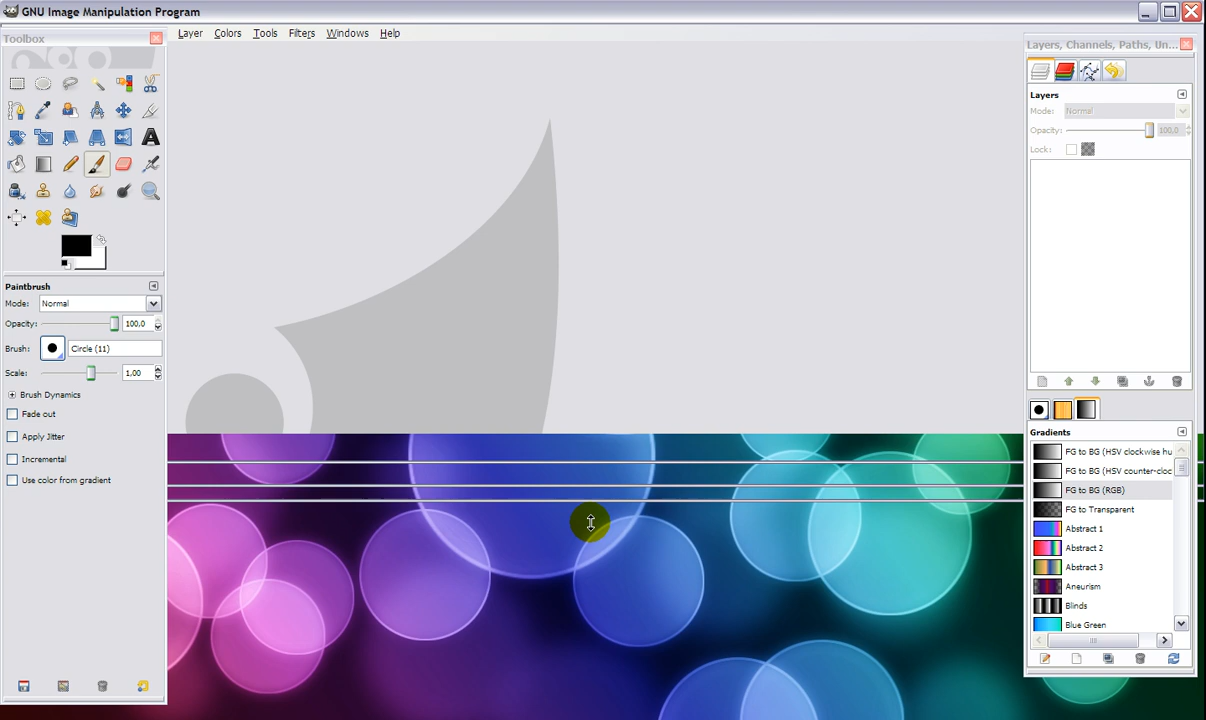 GNU Image Manipulation Program
Toolbox
Layer Colors Tools Filters Windows Help
Paintbrush
Mode: Normal
Opacity: 100,0
Brush: Circle (11)
Scale: 1,00
Brush Dynamics
Fade out
Apply Jitter
Incremental
Use color from gradient
Layers, Channels, Paths, Un...
Layers
Mode: Normal
Opacity: 100,0
Lock:
Gradients
FG to BG (HSV clockwise hu
FG to BG (HSV counter-cloc
FG to BG (RGB)
FG to Transparent
Abstract 1
Abstract 2
Abstract 3
Aneurism
Blinds
Blue Green